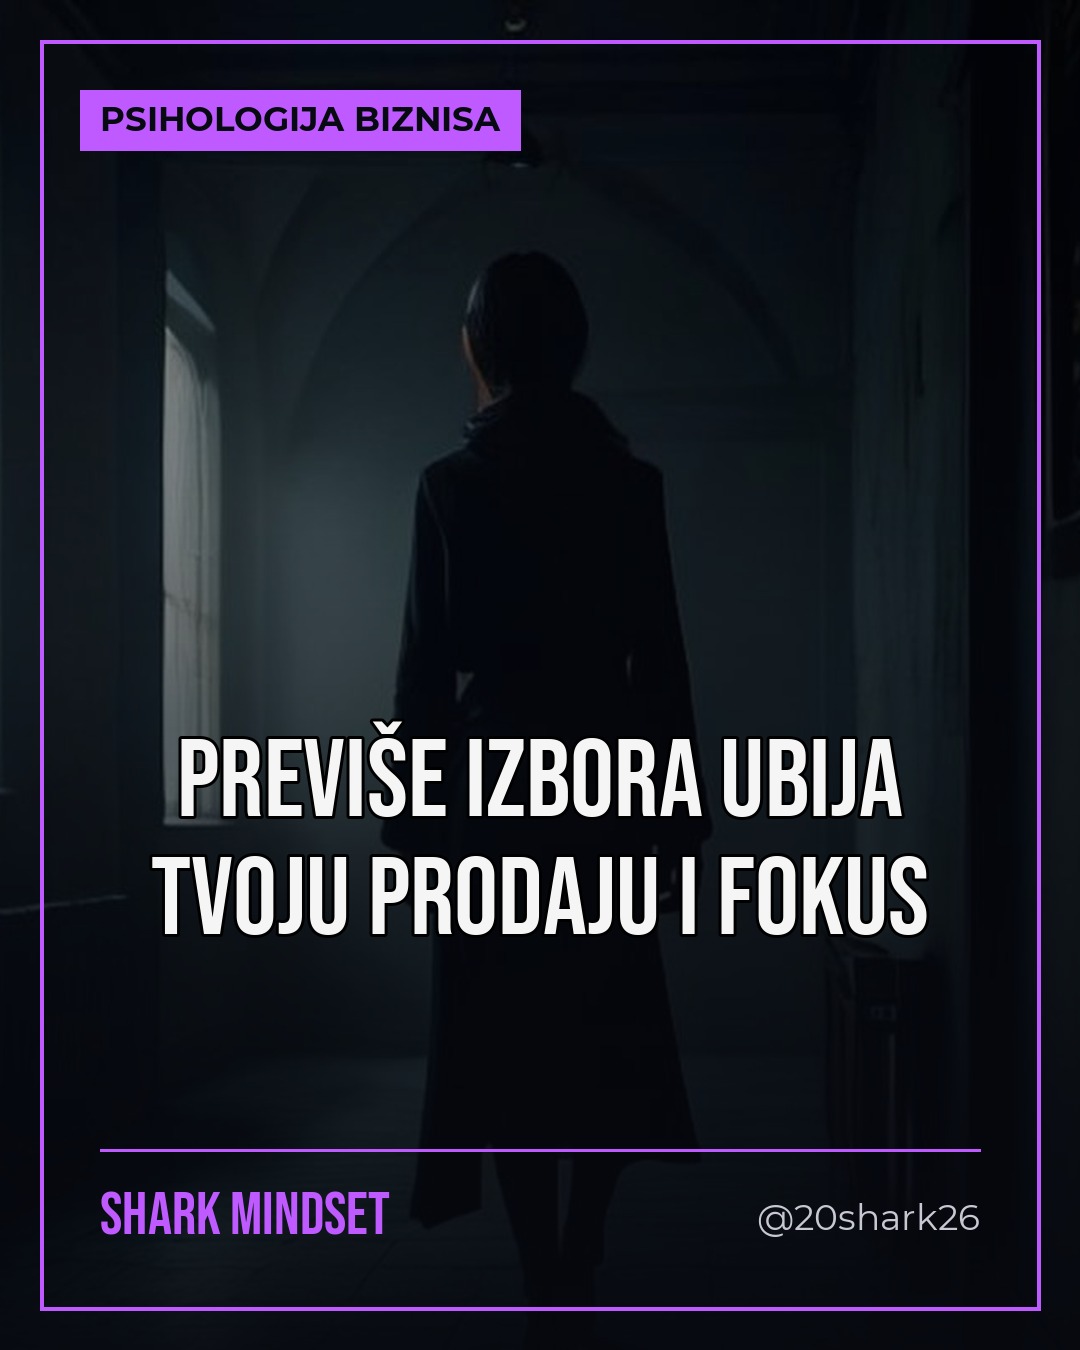 PSIHOLOGIJA BIZNISA
PREVIŠE IZBORA UBIJA
TVOJU PRODAJU I FOKUS
SHARK MINDSET
@20shark26